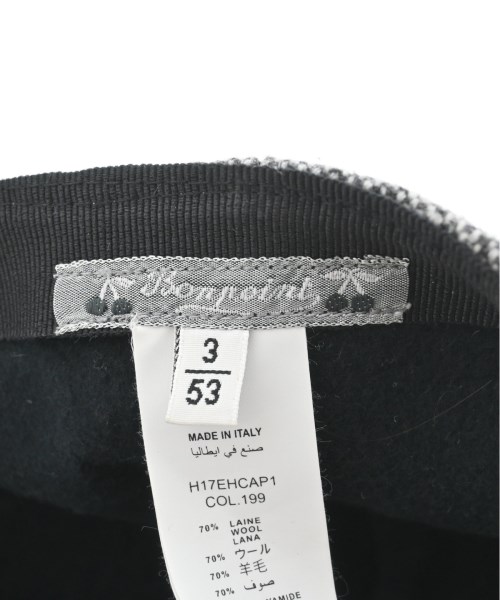 Bonpoint
3
53
MADE IN ITALY
صنع في ايطاليا
H17EHCAP1
COL.199
70% LAINE
WOOL
LANA
70% ウール
70% 羊毛
70% صوف